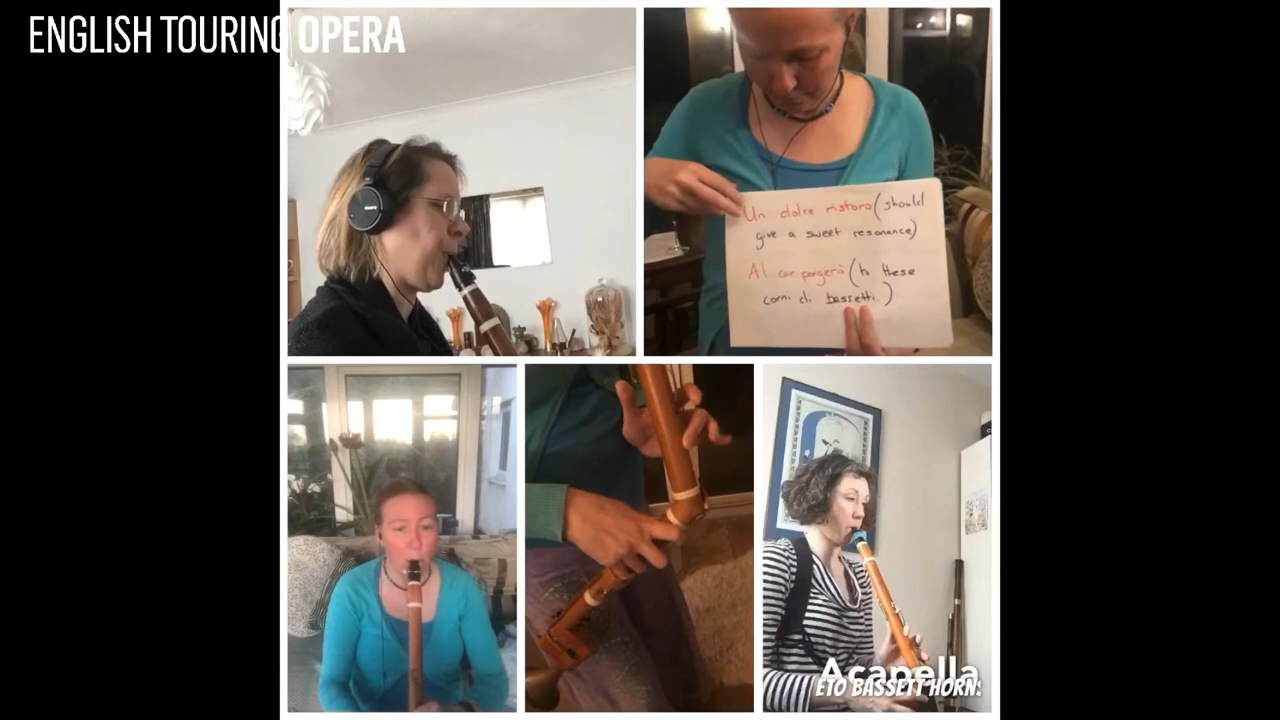 ENGLISH TOURING OPERA
Un dolce ristoro (should
give a sweet resonance)
Al cor porgerà (to these
corni di bassetti.)
Acapella
ETO BASSETT HORNS